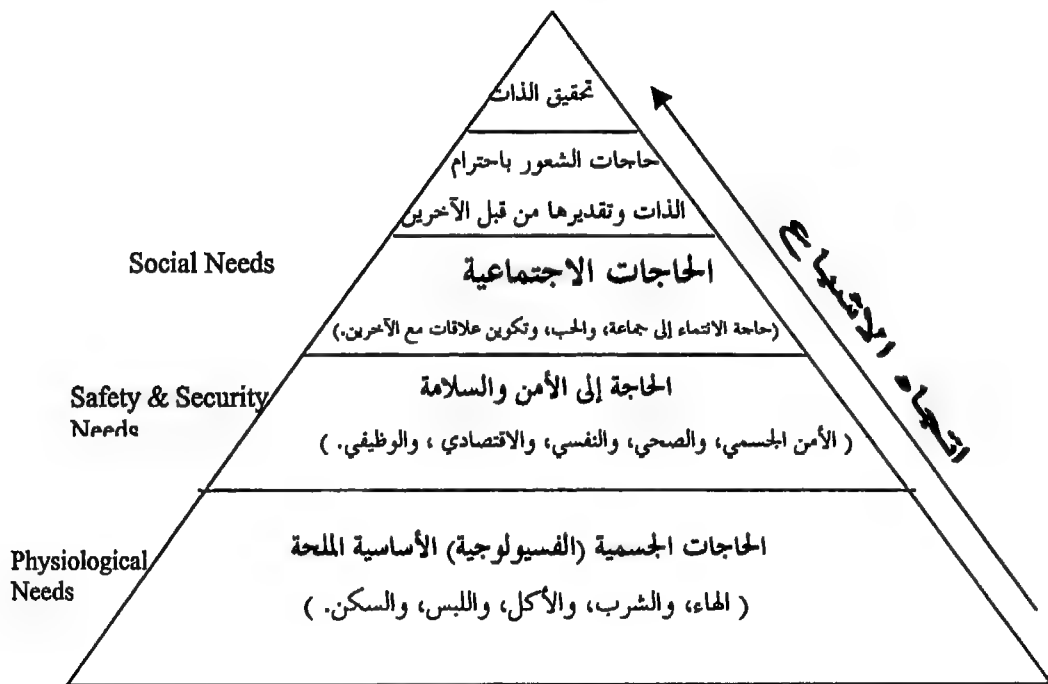 تحقيق الذات
حاجات الشعور باحترام
الذات وتقديرها من قبل الآخرين
Social Needs
الحاجات الاجتماعية
(حاجة الانتماء إلى جماعة، والحب، وتكوين علاقات مع الآخرين.)
Safety & Security
Needs
الحاجة إلى الأمن والسلامة
( الأمن الجسمي، والصحي، والنفسي، والاقتصادي ، والوظيفي. )
Physiological
Needs
الحاجات الجسمية (الفسيولوجية) الأساسية الملحة
( الهاء، والشرب، والأكل، واللبس، والسكن. )
اتجاه الاشباع